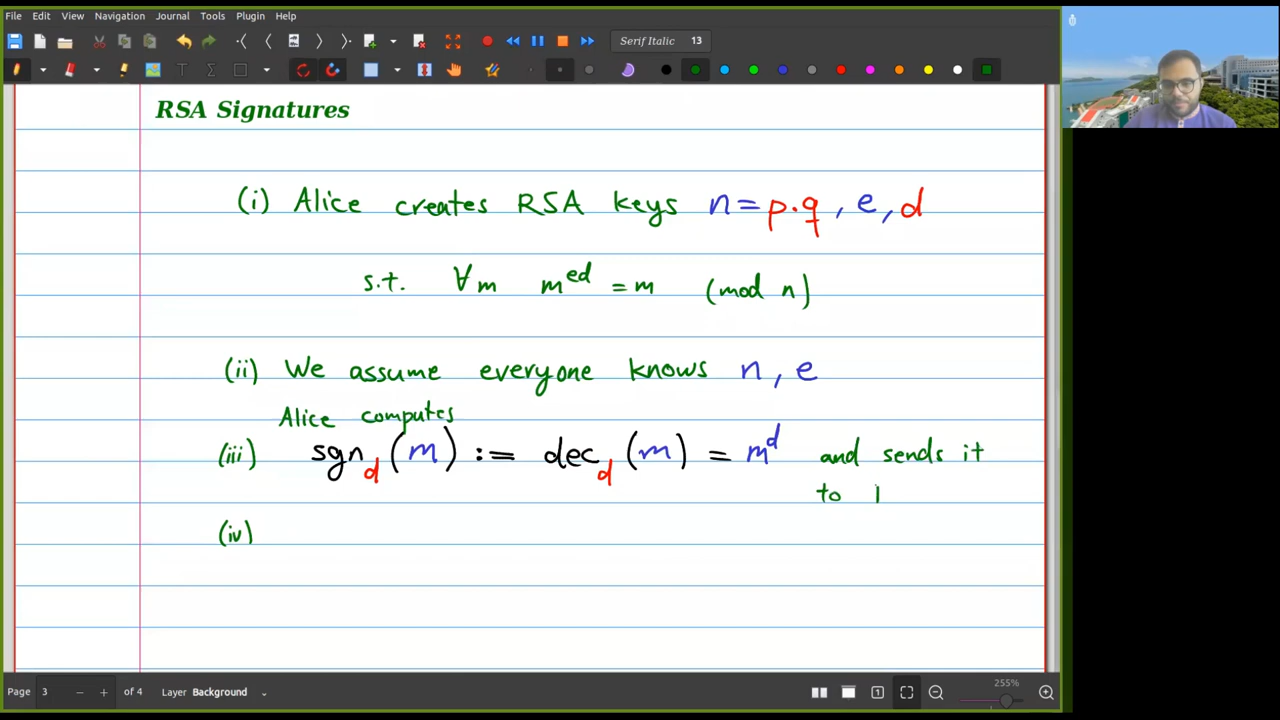 File Edit View Navigation Journal Tools Plugin Help
Serif Italic 13
RSA Signatures
(i) Alice creates RSA keys n = p.q , e, d
s.t. ∀m m^ed = m (mod n)
(ii) We assume everyone knows n, e
Alice computes
(iii) sgn_d (m) := dec_d (m) = m^d and sends it
to
(iv)
Page 3 of 4 Layer Background 255%